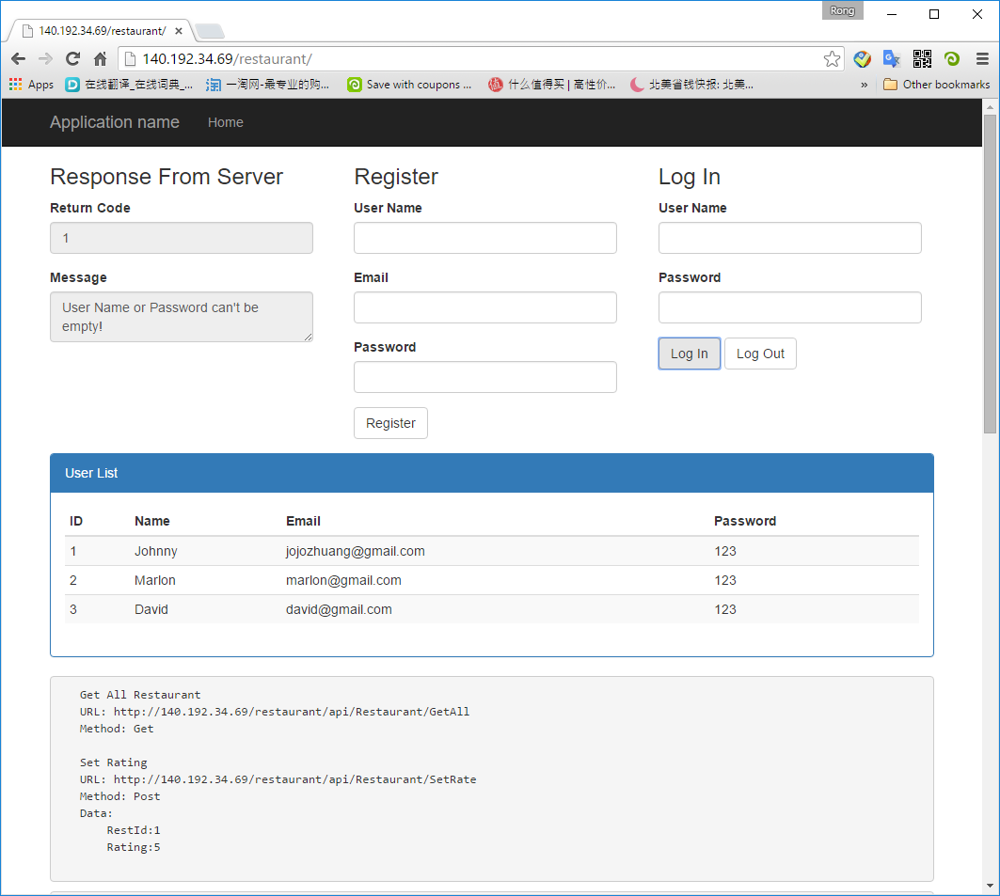 Rong
140.192.34.69/restaurant/
140.192.34.69/restaurant/
Apps
在线翻译_在线词典_...
一淘网-最专业的购...
Save with coupons ...
什么值得买 | 高性价...
北美省钱快报: 北美...
»
Other bookmarks
Application name
Home
Response From Server
Return Code
1
Message
User Name or Password can't be
empty!
Register
User Name
Email
Password
Register
Log In
User Name
Password
Log In
Log Out
User List
ID Name Email Password
1 Johnny jojozhuang@gmail.com 123
2 Marlon marlon@gmail.com 123
3 David david@gmail.com 123
Get All Restaurant
URL: http://140.192.34.69/restaurant/api/Restaurant/GetAll
Method: Get
Set Rating
URL: http://140.192.34.69/restaurant/api/Restaurant/SetRate
Method: Post
Data:
RestId:1
Rating:5